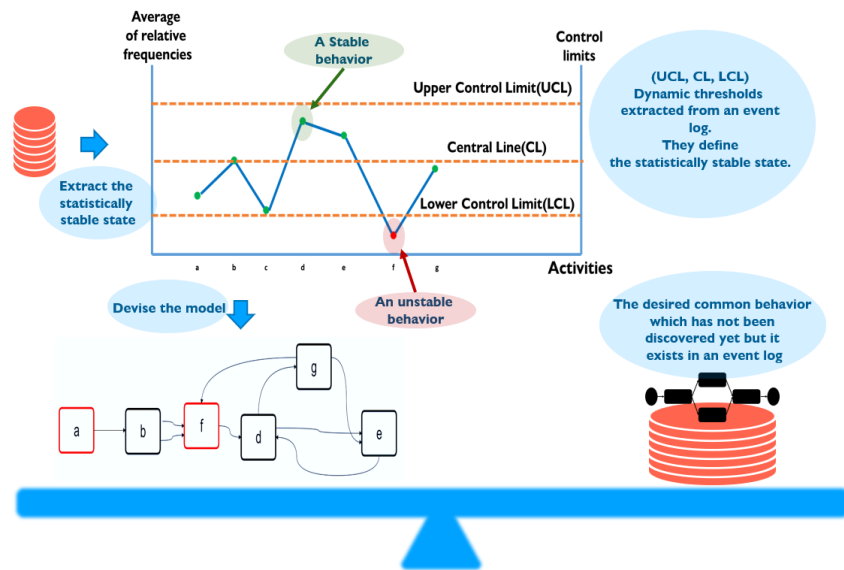 Average
of relative
frequencies
A Stable
behavior
Control
limits
Upper Control Limit(UCL)
(UCL, CL, LCL)
Dynamic thresholds
extracted from an event
log.
They define
the statistically stable state.
Central Line(CL)
Extract the
statistically
stable state
Lower Control Limit(LCL)
a b c d e f g
Activities
An unstable
behavior
Devise the model
The desired common behavior
which has not been
discovered yet but it
exists in an event log
g
a
b
f
d
e